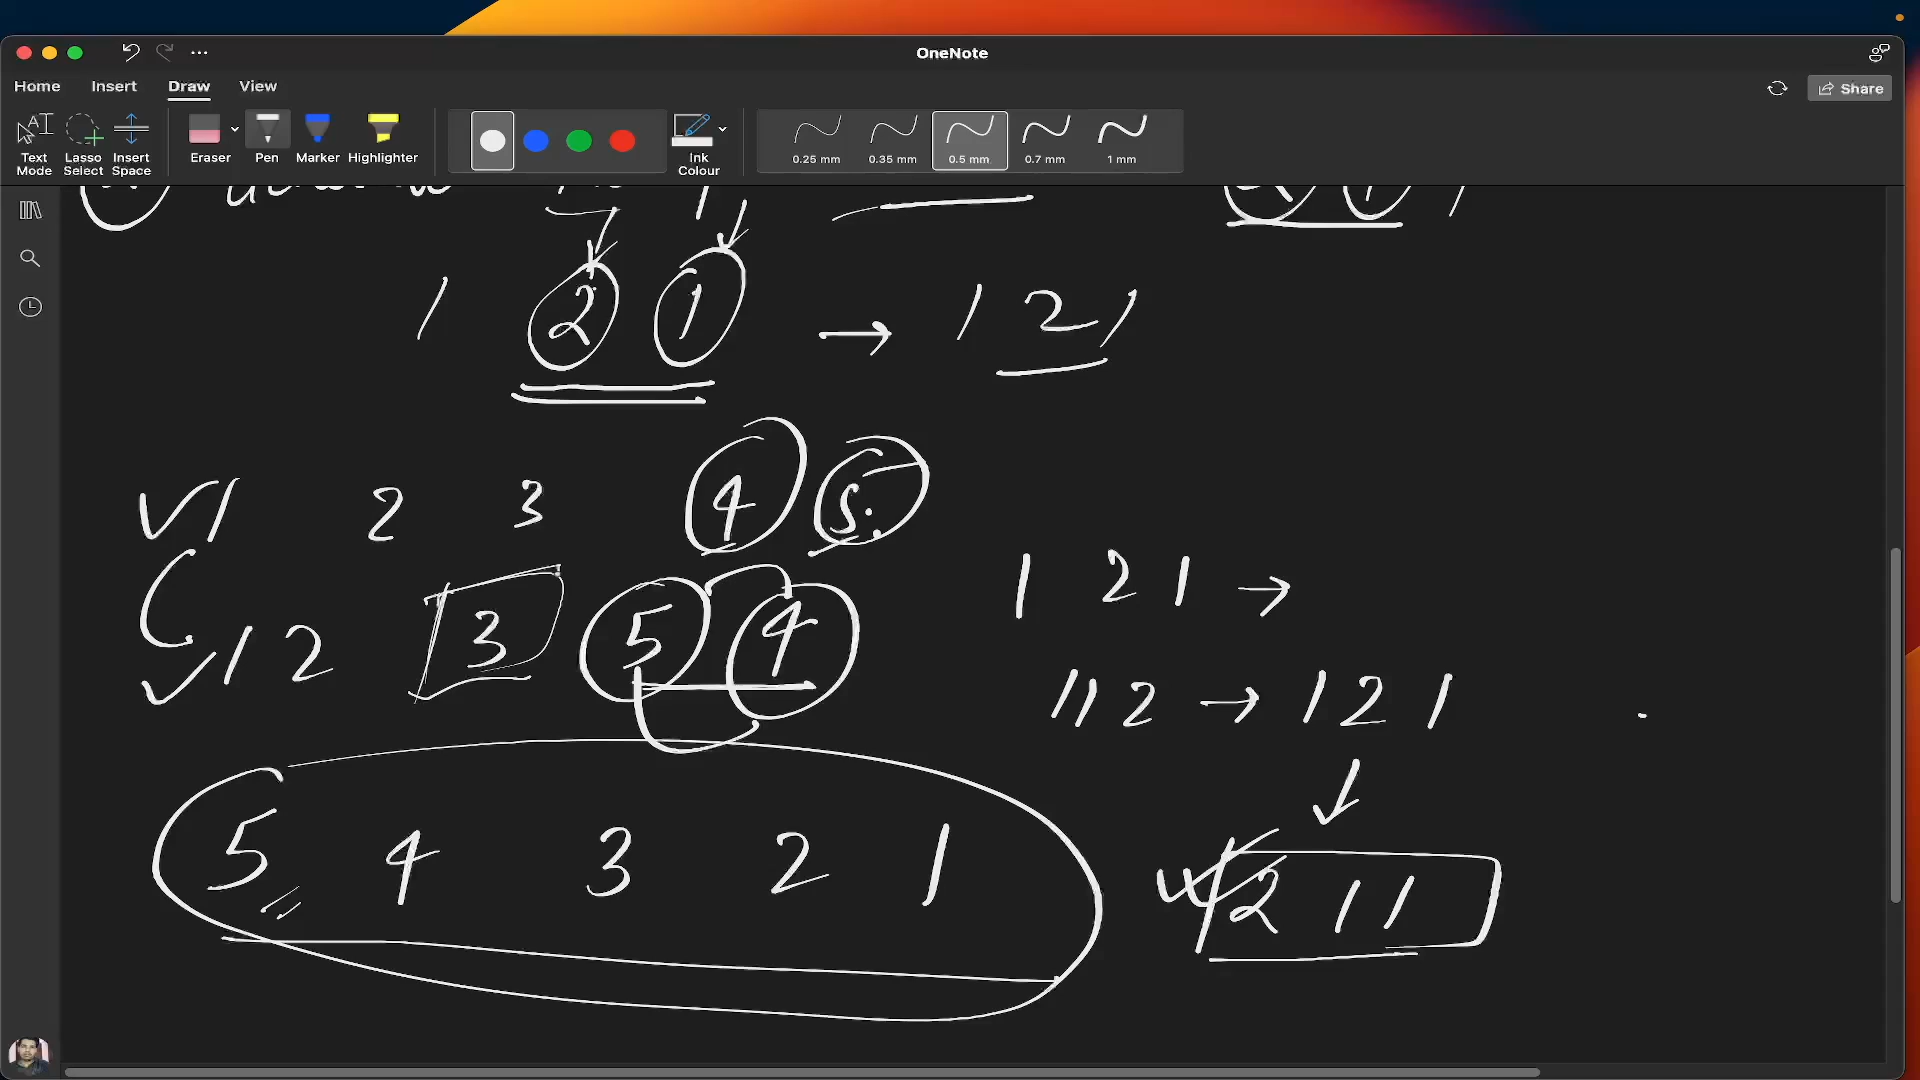 OneNote
Home Insert Draw View
Share
Text Mode
Lasso Select
Insert Space
Eraser
Pen
Marker
Highlighter
Ink Colour
0.25 mm
0.35 mm
0.5 mm
0.7 mm
1 mm
1 2 1 → 1 2 1
1 2 3 4 5
1 2 1 →
1 2 3 5 4
1 1 2 → 1 2 1
5 4 3 2 1
2 1 1